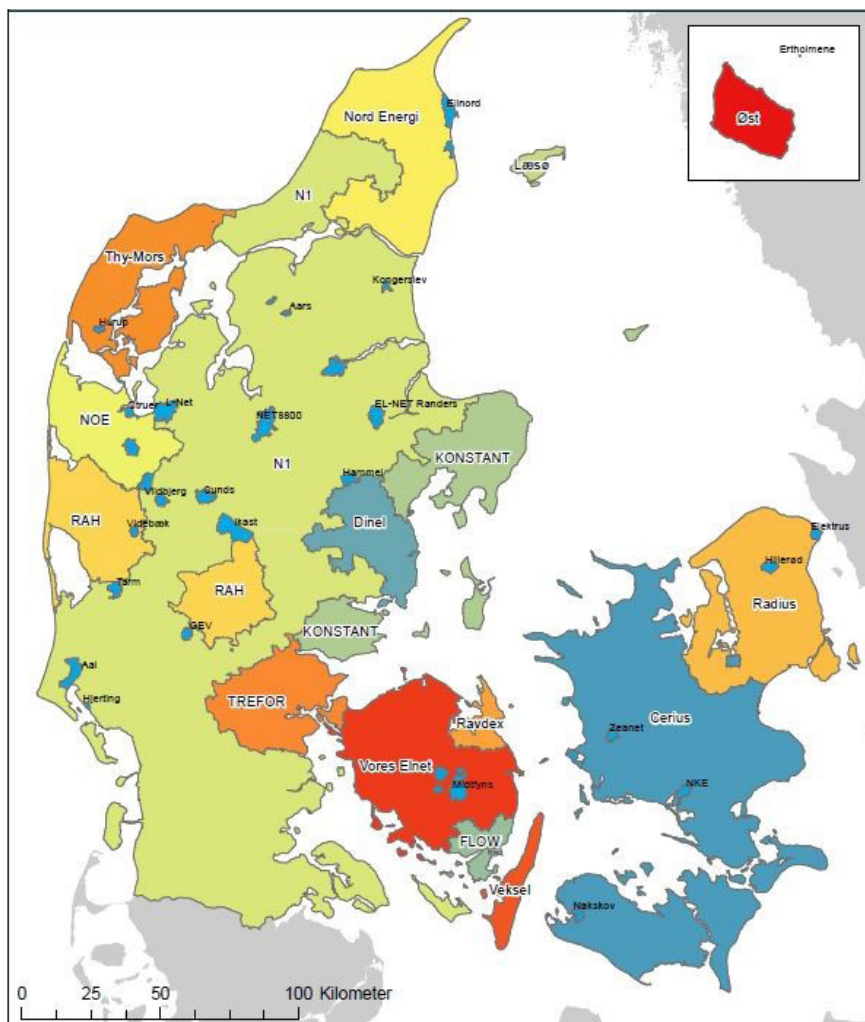 Ertholmene
Øst
Elnord
Nord Energi
Læsø
N1
Thy-Mors
Kongerslev
Aars
Hurup
Struer
L-Net
NET8800
EL-NET Randers
NOE
N1
KONSTANT
Hammel
Vildbjerg
Sunds
RAH
Videbæk
Ikast
Dinel
Elektrus
Hillerød
Tarm
RAH
Radius
GEV
KONSTANT
Aal
Hjerting
TREFOR
Ravdex
Cerius
Zeanet
Vores Elnet
Midtfyns
NKE
FLOW
Veksel
Nakskov
0 25 50 100 Kilometer